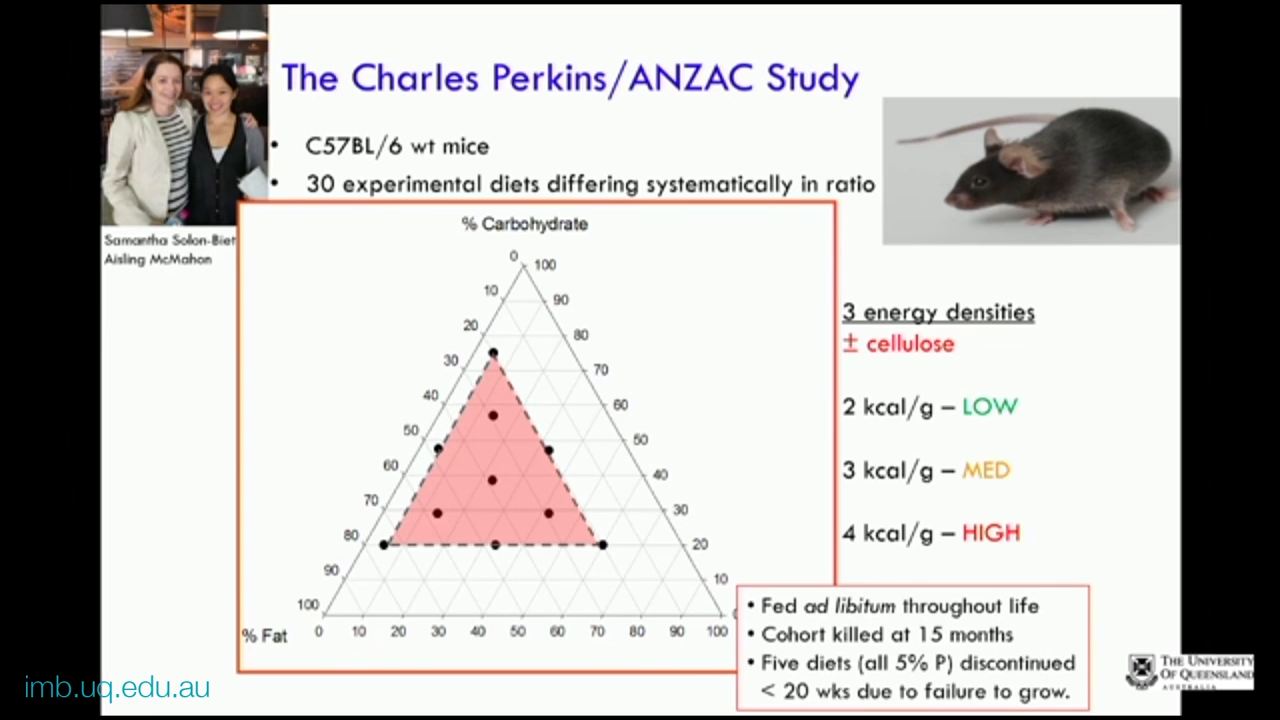 The Charles Perkins/ANZAC Study
• C57BL/6 wt mice
• 30 experimental diets differing systematically in ratio
Samantha Solon-Biet
Aisling McMahon
% Carbohydrate
0 100
10 90
20 80
30 70
40 60
50 50
60 40
70 30
80 20
90 10
100
% Fat
0 10 20 30 40 50 60 70 80 90 100
3 energy densities
± cellulose
2 kcal/g – LOW
3 kcal/g – MED
4 kcal/g – HIGH
• Fed ad libitum throughout life
• Cohort killed at 15 months
• Five diets (all 5% P) discontinued
< 20 wks due to failure to grow.
imb.uq.edu.au
THE UNIVERSITY
OF QUEENSLAND
AUSTRALIA